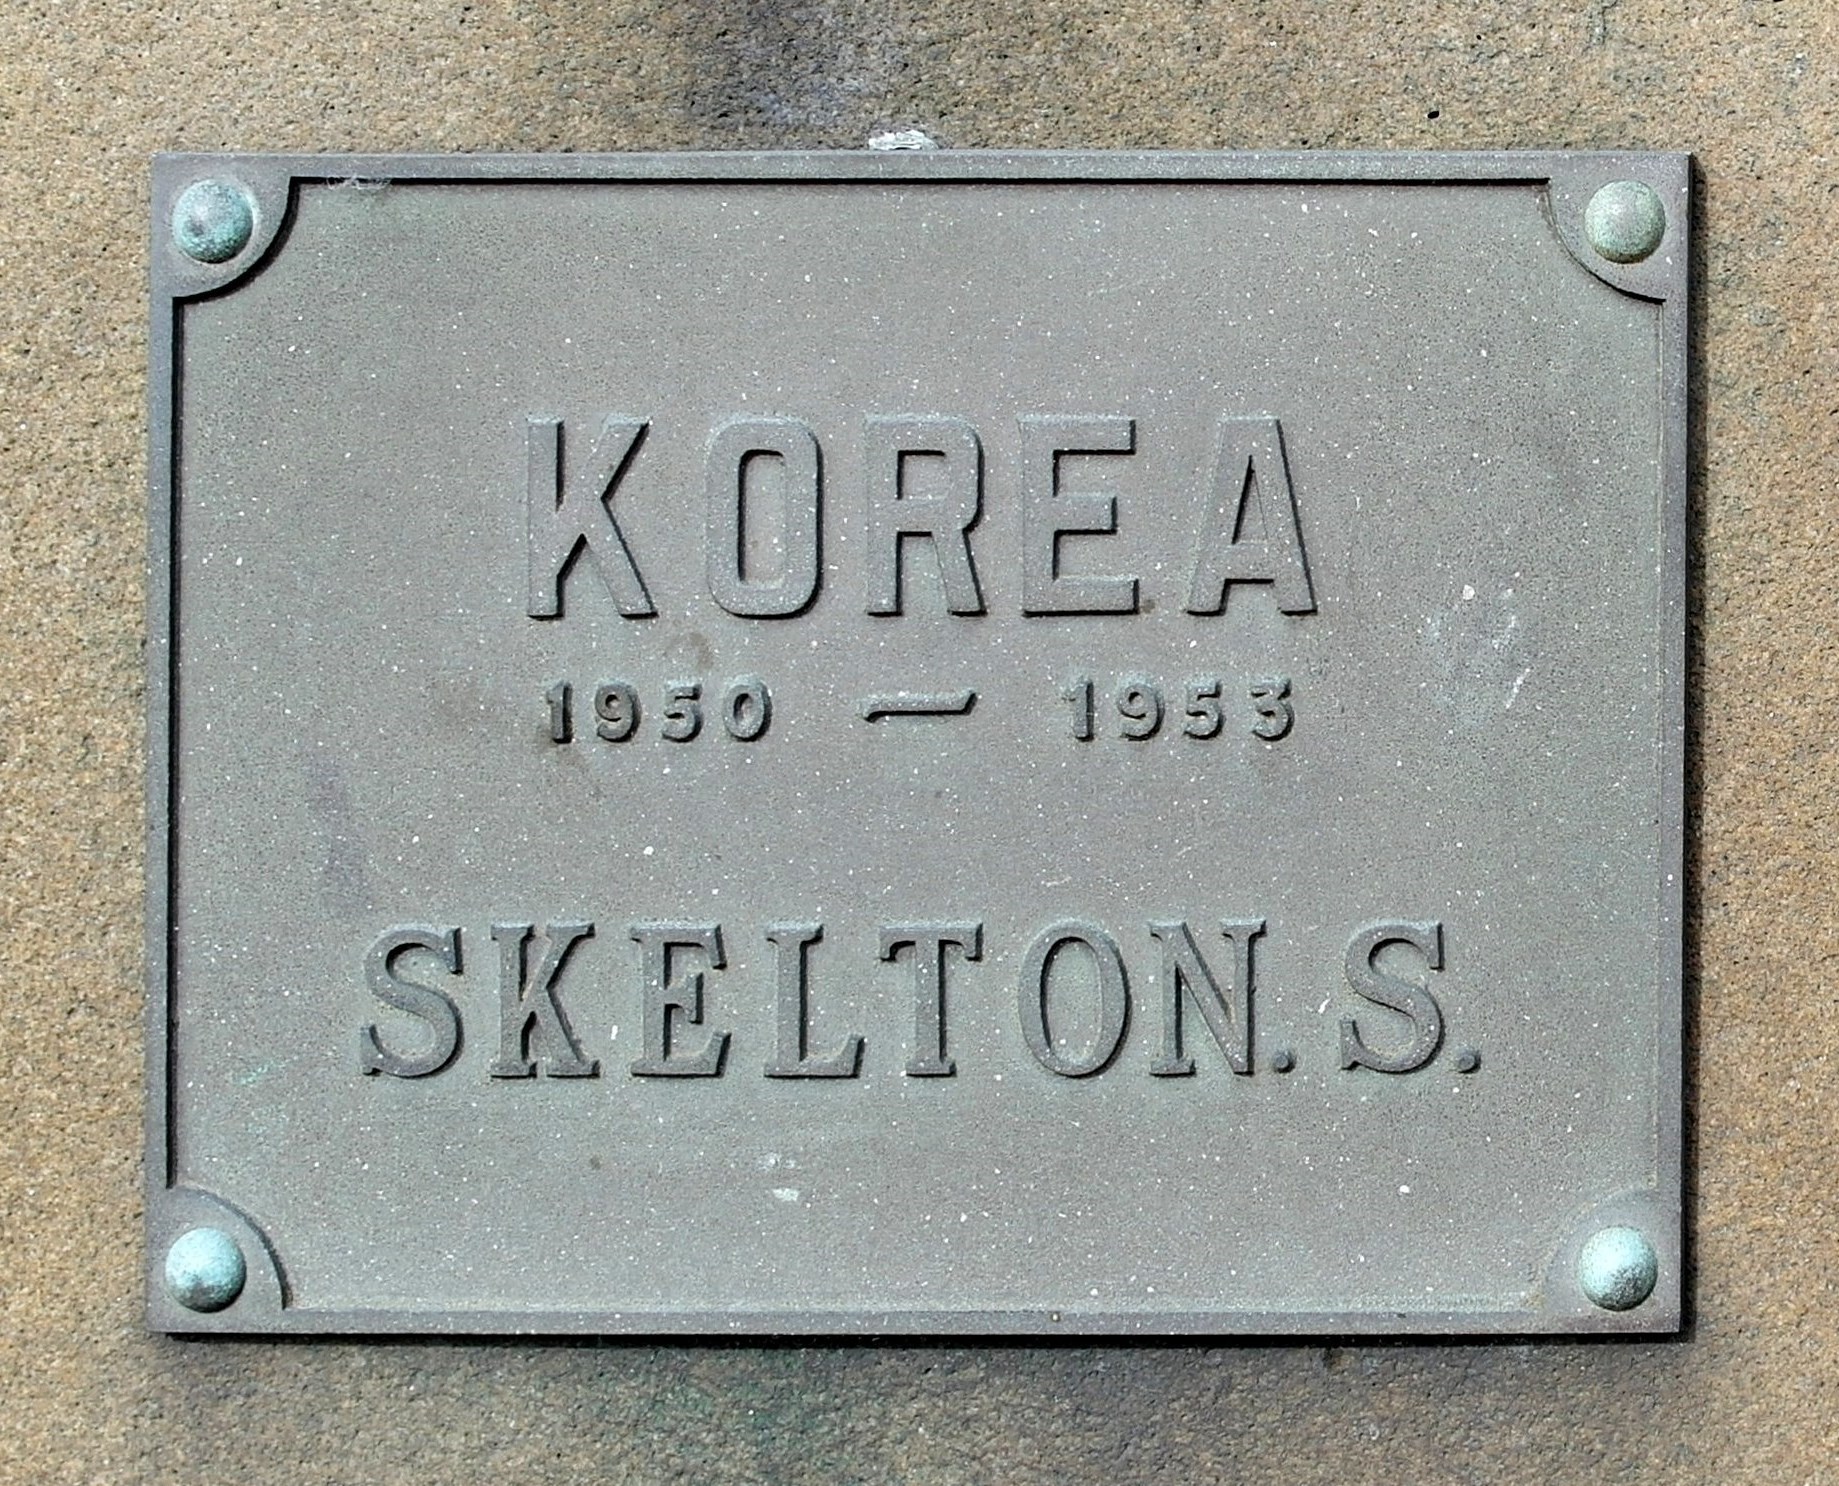 KOREA
1950 — 1953
SKELTON. S.